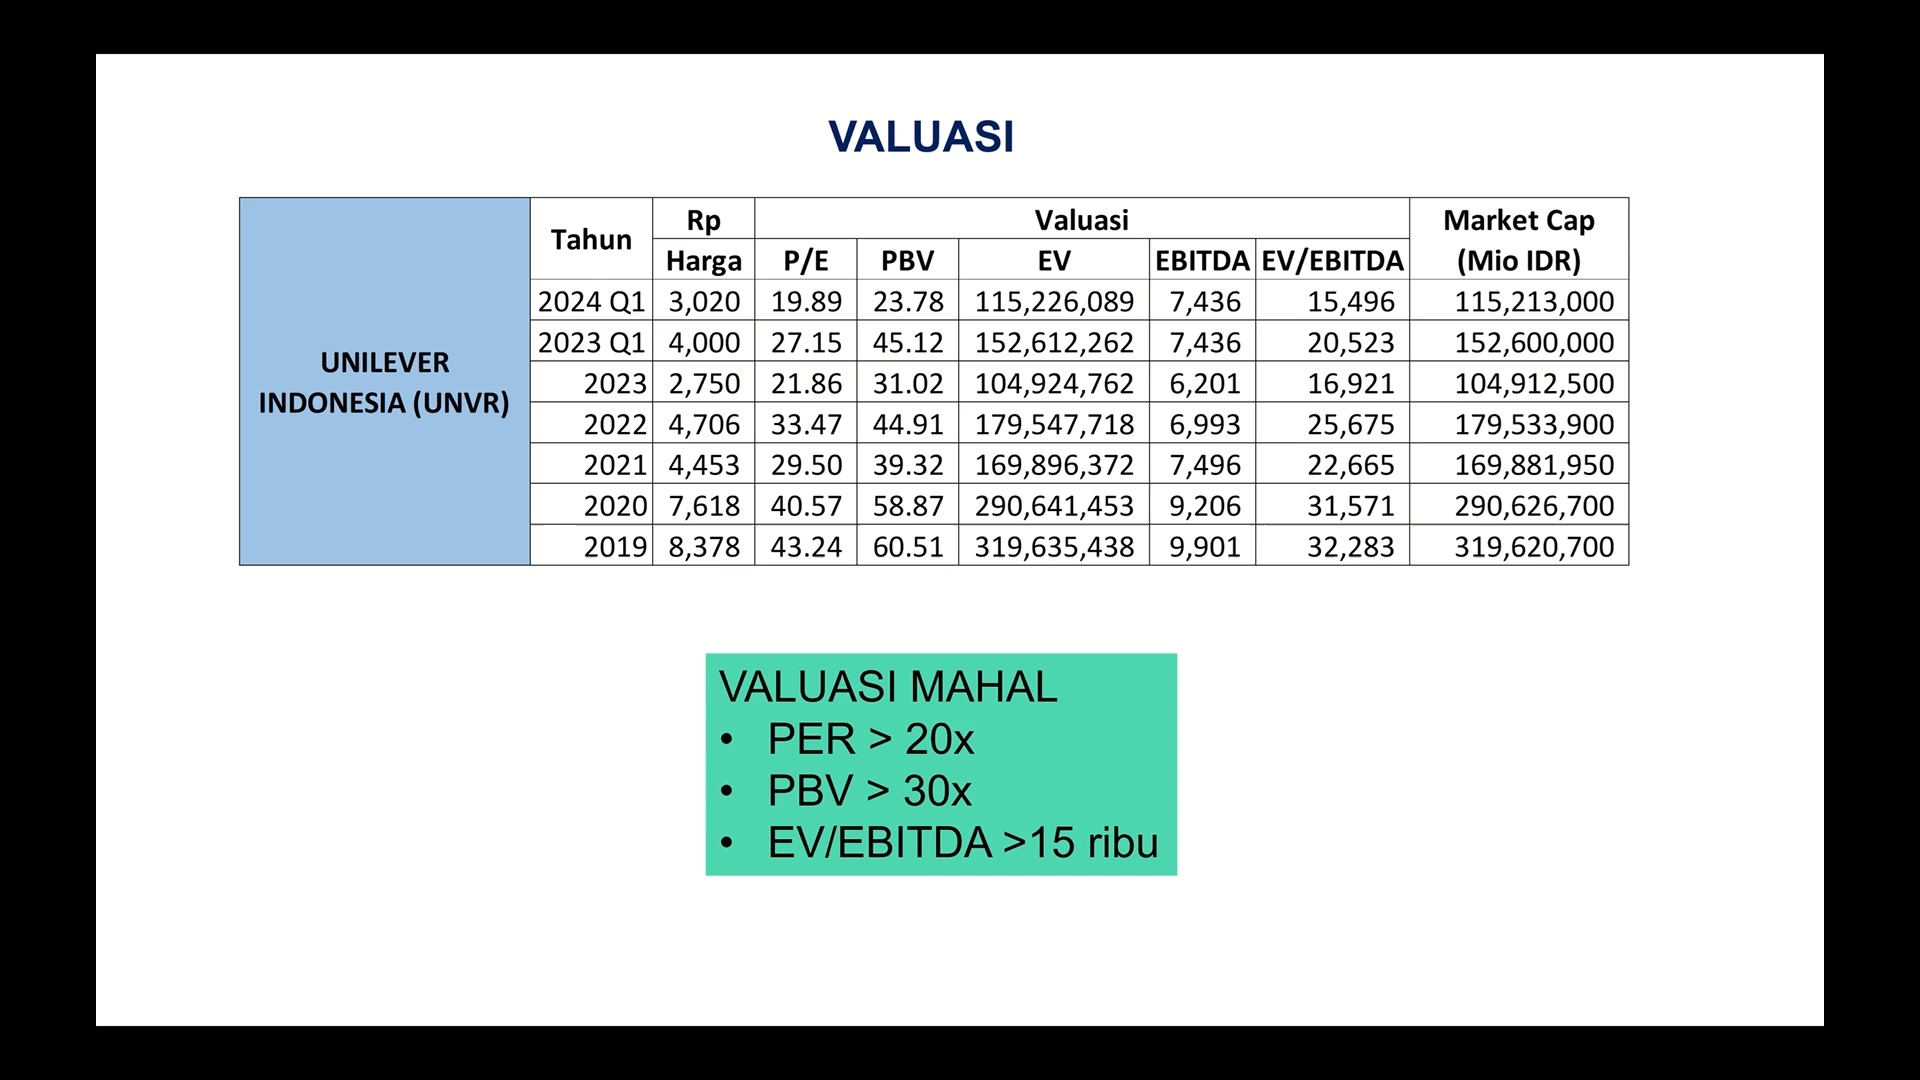 VALUASI
UNILEVER
INDONESIA (UNVR)
Tahun Rp Valuasi Market Cap
Harga P/E PBV EV EBITDA EV/EBITDA (Mio IDR)
2024 Q1 3,020 19.89 23.78 115,226,089 7,436 15,496 115,213,000
2023 Q1 4,000 27.15 45.12 152,612,262 7,436 20,523 152,600,000
2023 2,750 21.86 31.02 104,924,762 6,201 16,921 104,912,500
2022 4,706 33.47 44.91 179,547,718 6,993 25,675 179,533,900
2021 4,453 29.50 39.32 169,896,372 7,496 22,665 169,881,950
2020 7,618 40.57 58.87 290,641,453 9,206 31,571 290,626,700
2019 8,378 43.24 60.51 319,635,438 9,901 32,283 319,620,700
VALUASI MAHAL
• PER > 20x
• PBV > 30x
• EV/EBITDA >15 ribu